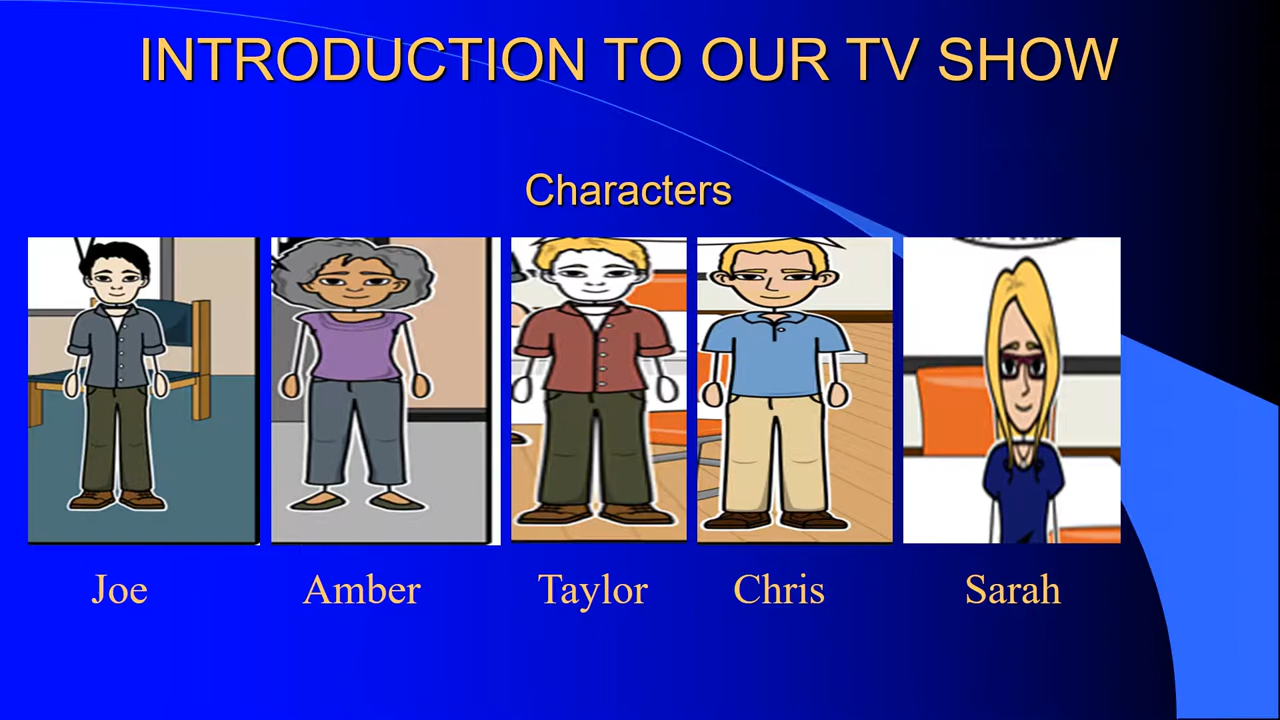 INTRODUCTION TO OUR TV SHOW
Characters
Joe Amber Taylor Chris Sarah